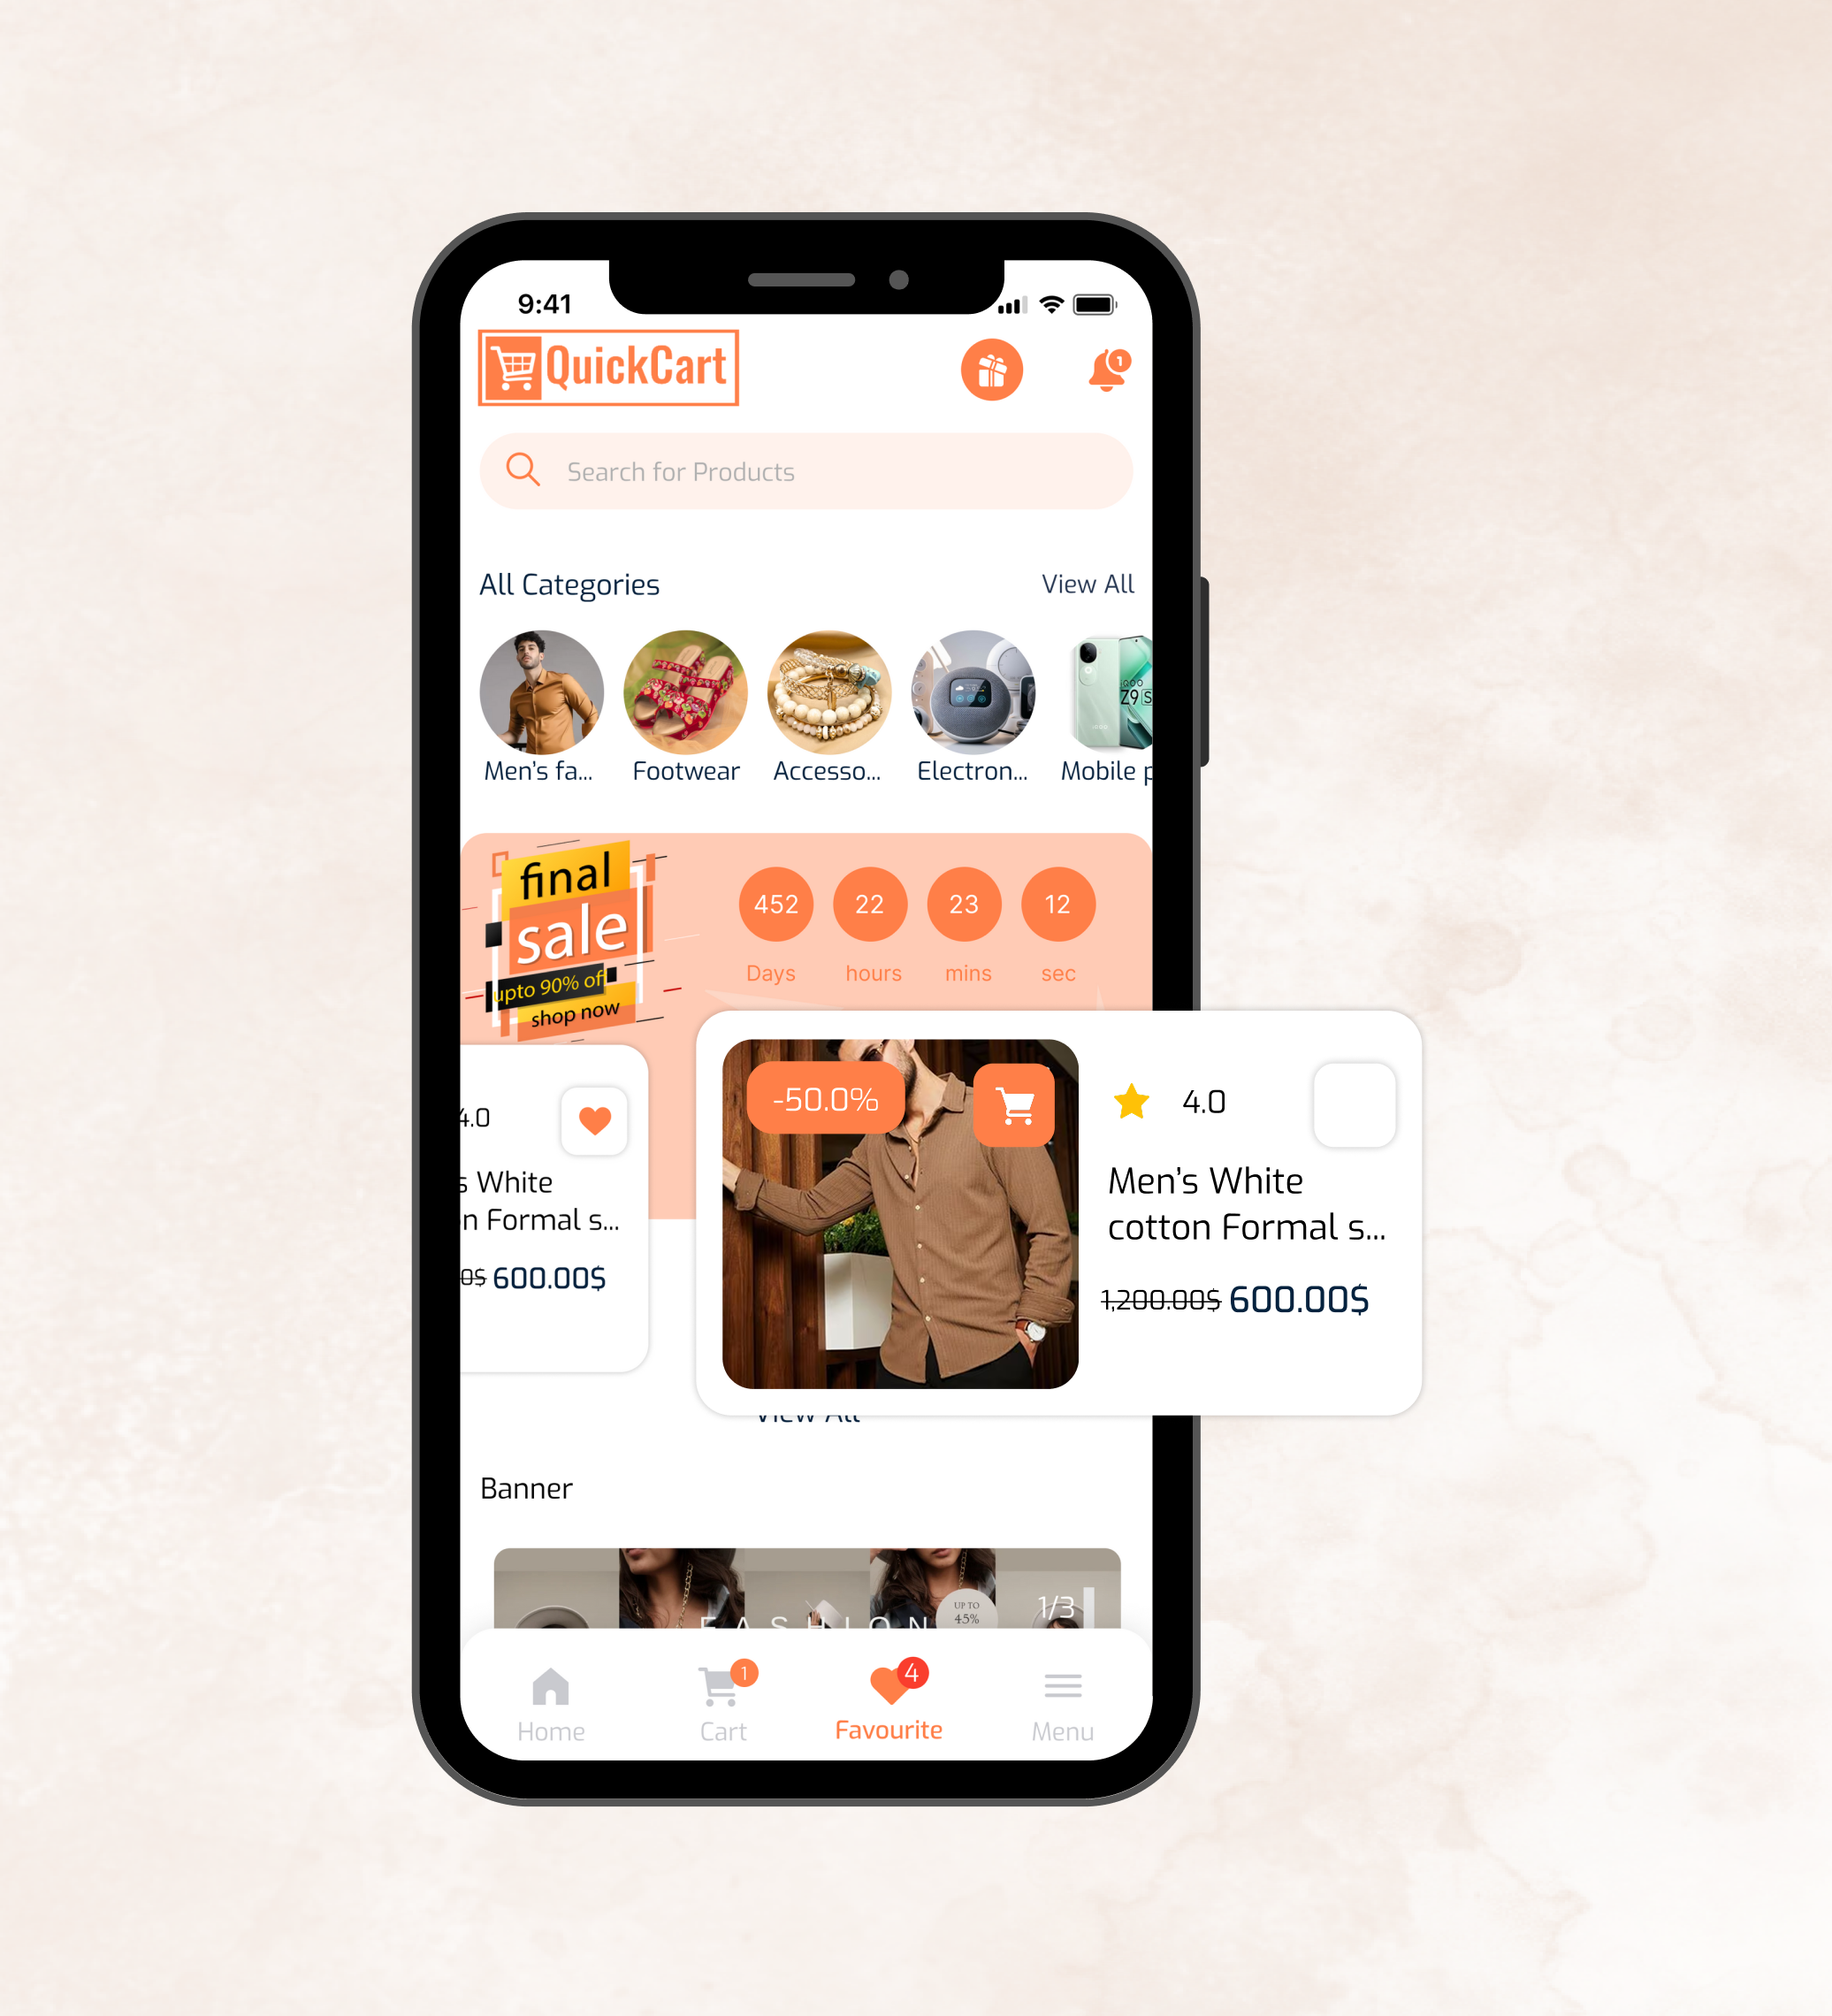 9:41
QuickCart
1
Search for Products
All Categories
View All
iQOO
Z9 S
Men's fa...
Footwear
Accesso...
Electron...
Mobile p
final
sale
upto 90% of
shop now
452
22
23
12
Days
hours
mins
sec
4.0
s White
n Formal s...
0$ 600.00$
-50.0%
4.0
Men's White
cotton Formal s...
1,200.00$ 600.00$
View All
Banner
FASHION
UP TO
45%
1/3
1
4
Home
Cart
Favourite
Menu